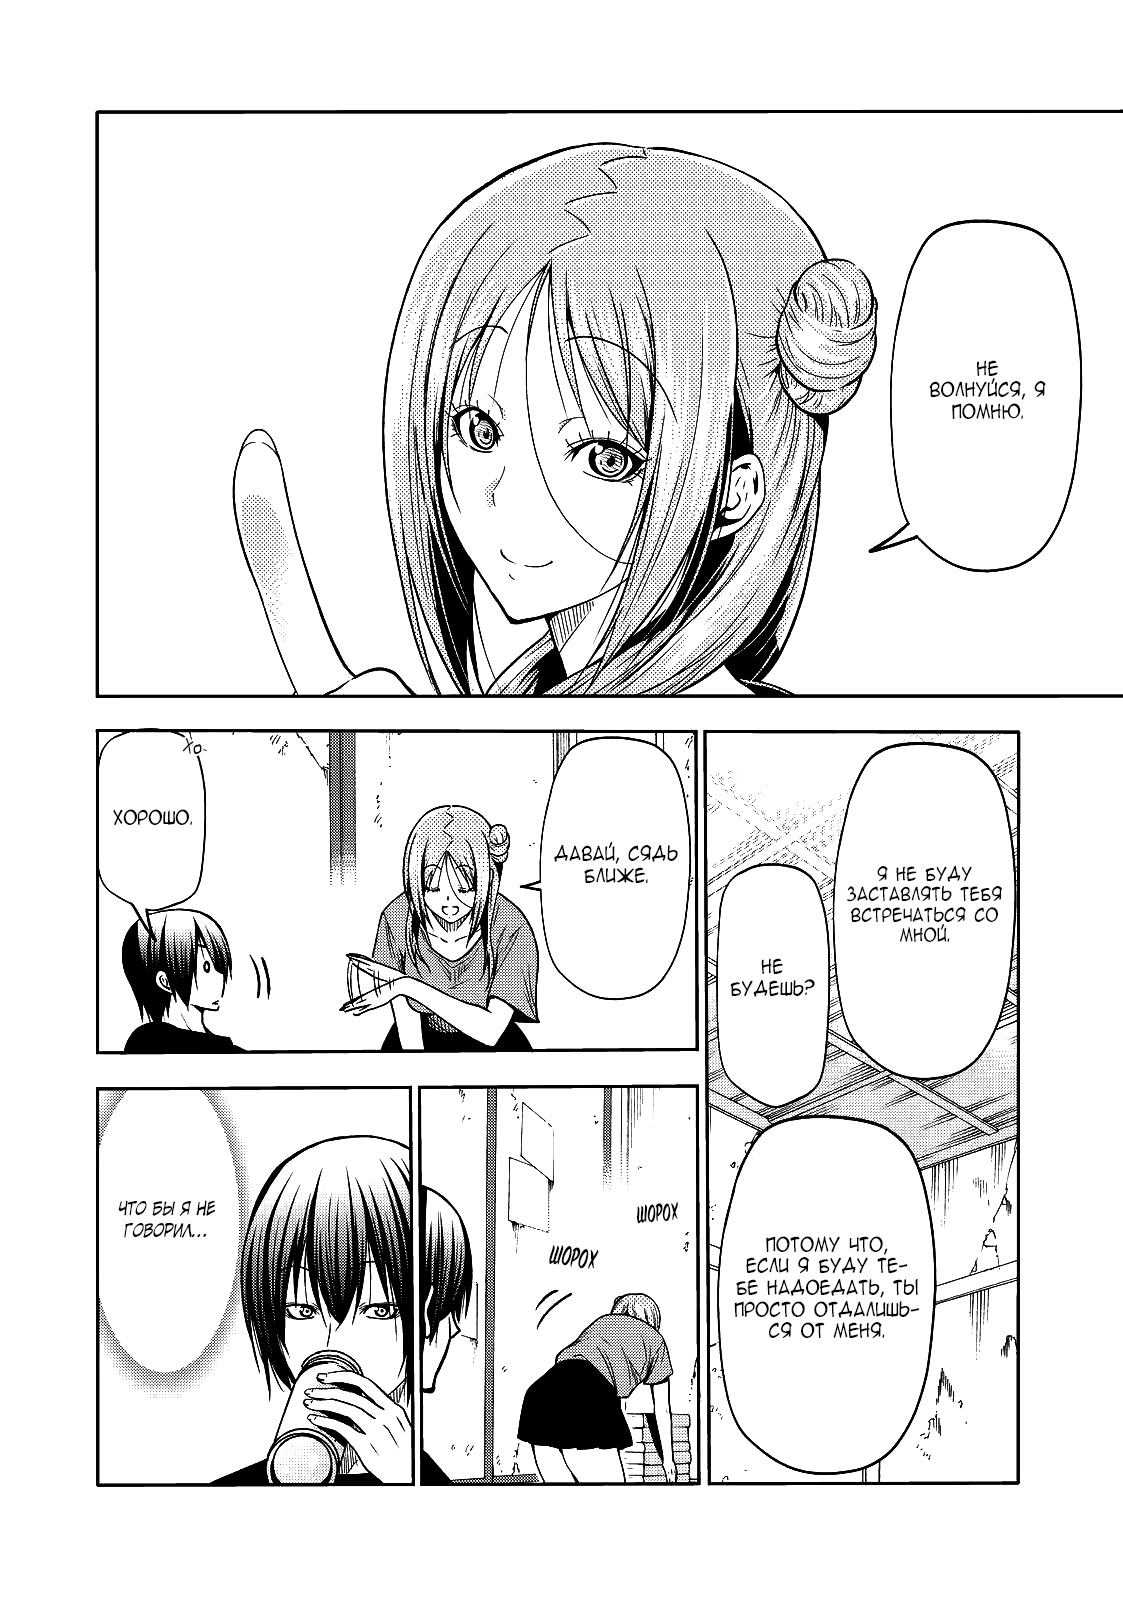 НЕ
ВОЛНУЙСЯ, Я
ПОМНЮ.
Я НЕ БУДУ
ЗАСТАВЛЯТЬ ТЕБЯ
ВСТРЕЧАТЬСЯ СО
МНОЙ.
НЕ
БУДЕШЬ?
ПОТОМУ ЧТО,
ЕСЛИ Я БУДУ ТЕ-
БЕ НАДОЕДАТЬ, ТЫ
ПРОСТО ОТДАЛИШЬ-
СЯ ОТ МЕНЯ.
ДАВАЙ, СЯДЬ
БЛИЖЕ.
Хо-
ХОРОШО.
ШОРОХ
ШОРОХ
ЧТО БЫ Я НЕ
ГОВОРИЛ...